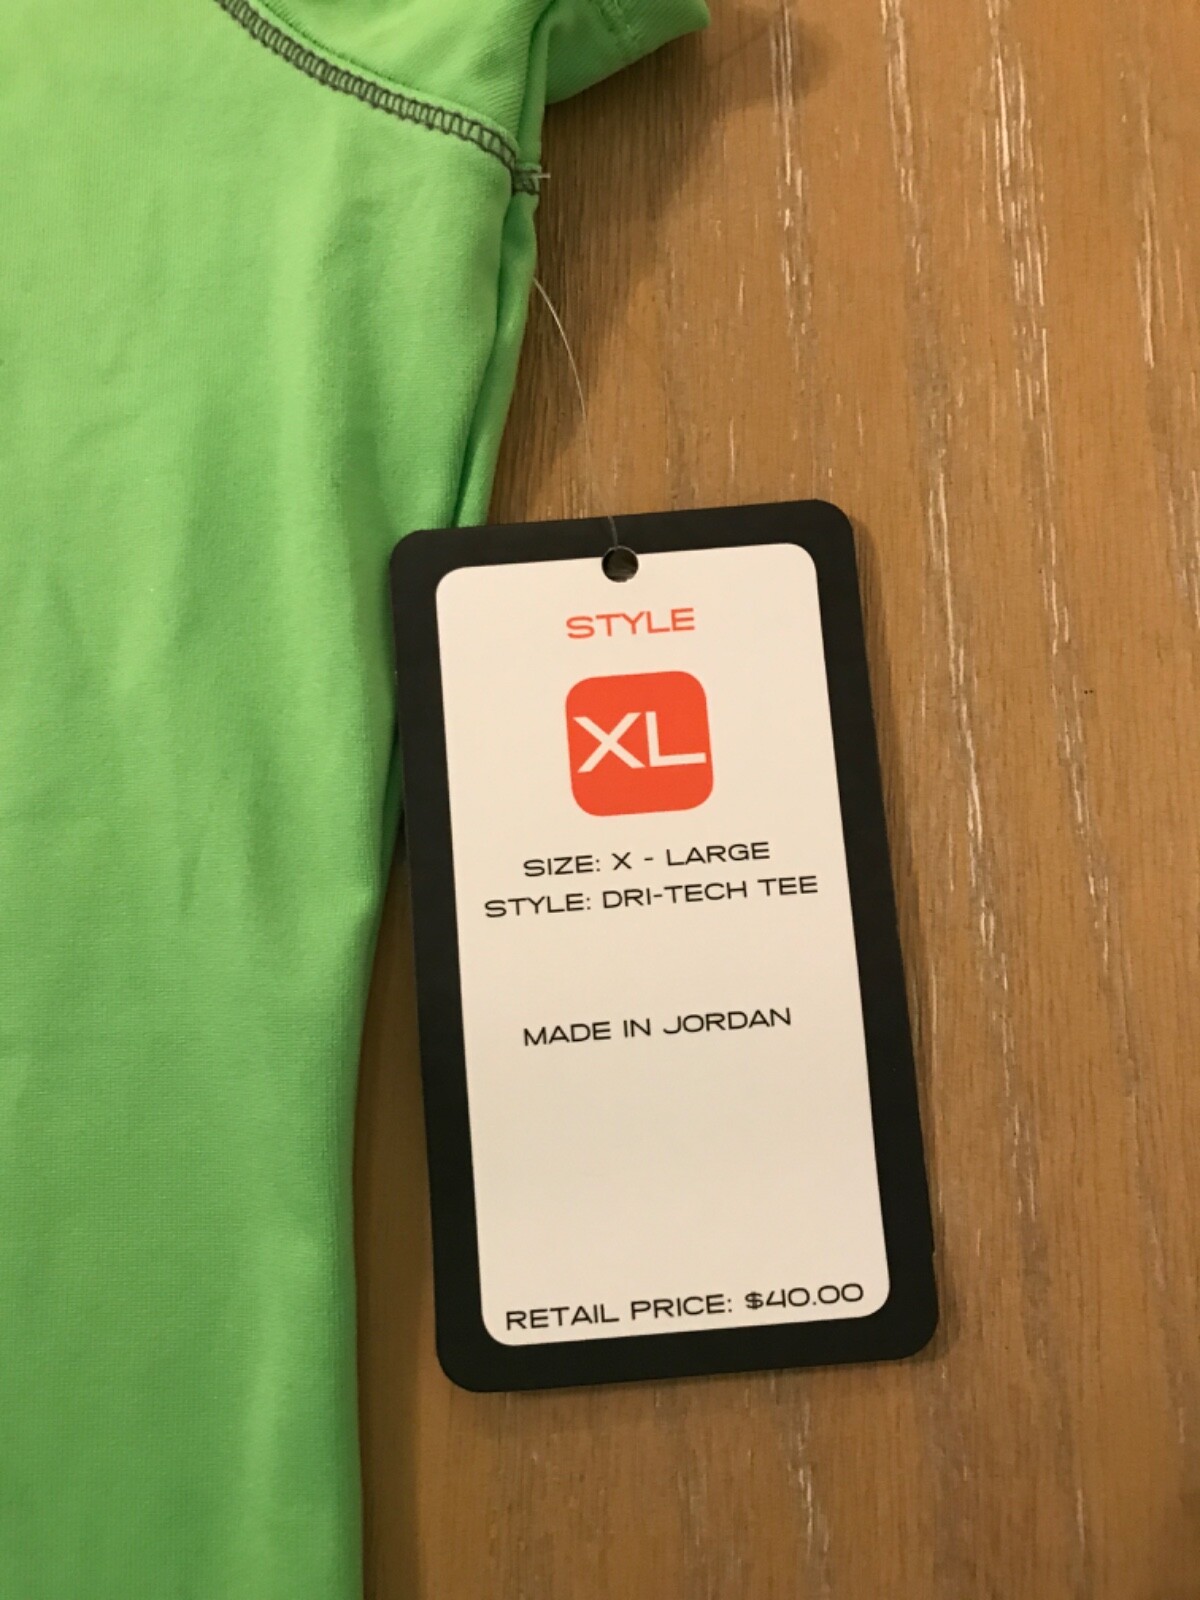 STYLE
XL
SIZE: X - LARGE
STYLE: DRI-TECH TEE
MADE IN JORDAN
RETAIL PRICE: $40.00